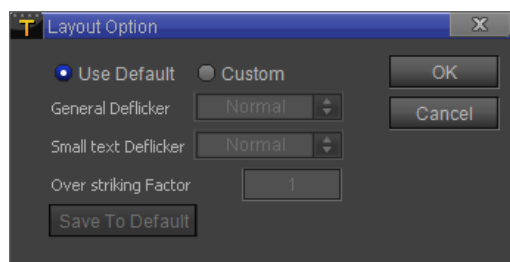 T Layout Option X
Use Default Custom OK
General Deflicker Normal Cancel
Small text Deflicker Normal
Over striking Factor 1
Save To Default